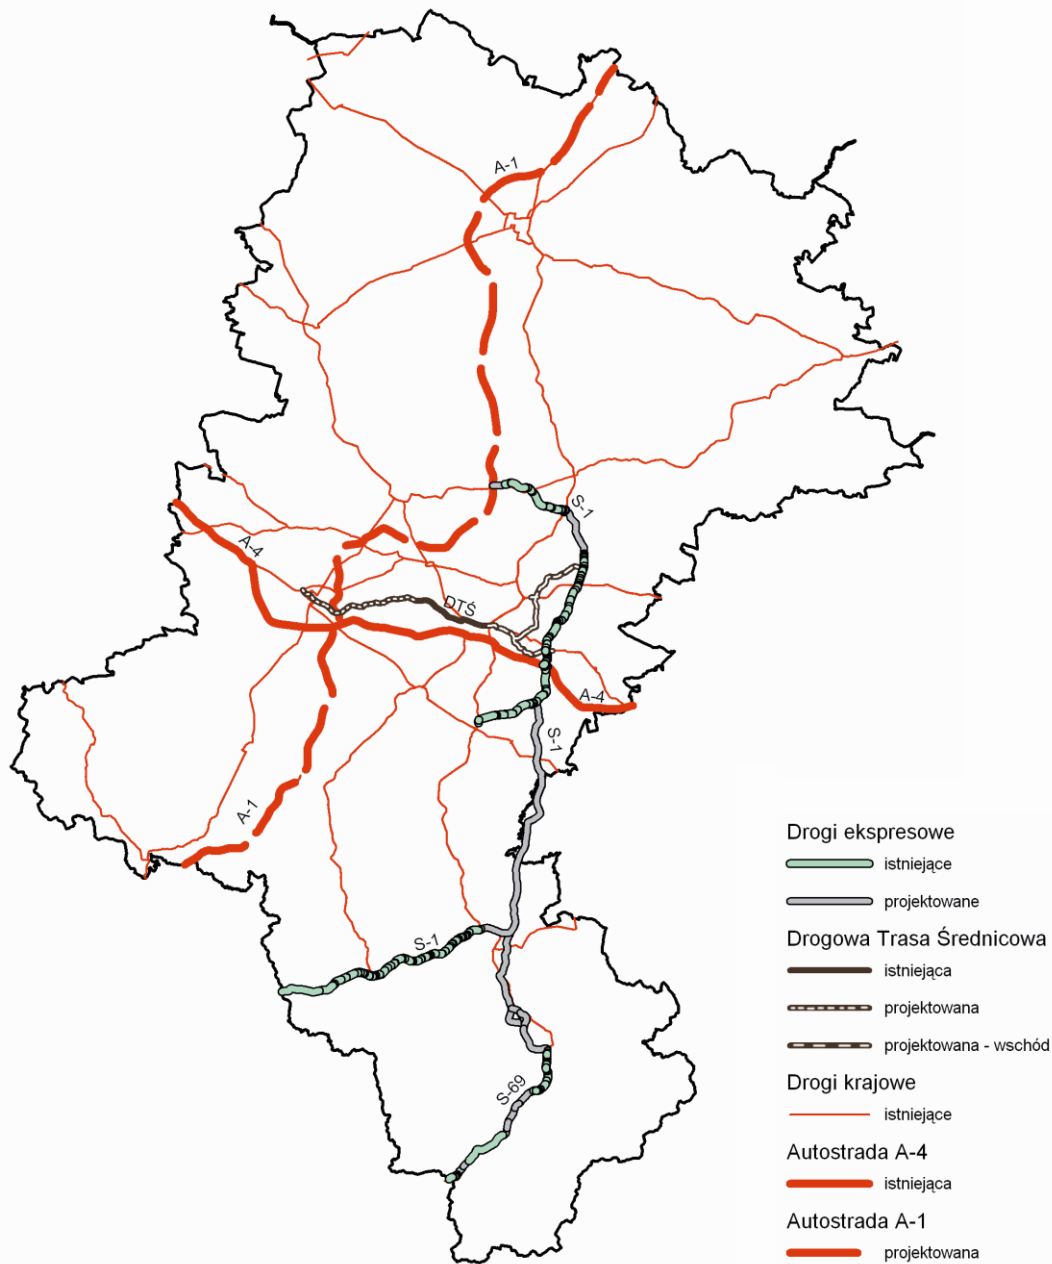 A-1
S-1
A-4
DTŚ
A-4
S-1
A-1
S-1
S-69
Drogi ekspresowe
istniejące
projektowane
Drogowa Trasa Średnicowa
istniejąca
projektowana
projektowana - wschód
Drogi krajowe
istniejące
Autostrada A-4
istniejąca
Autostrada A-1
projektowana